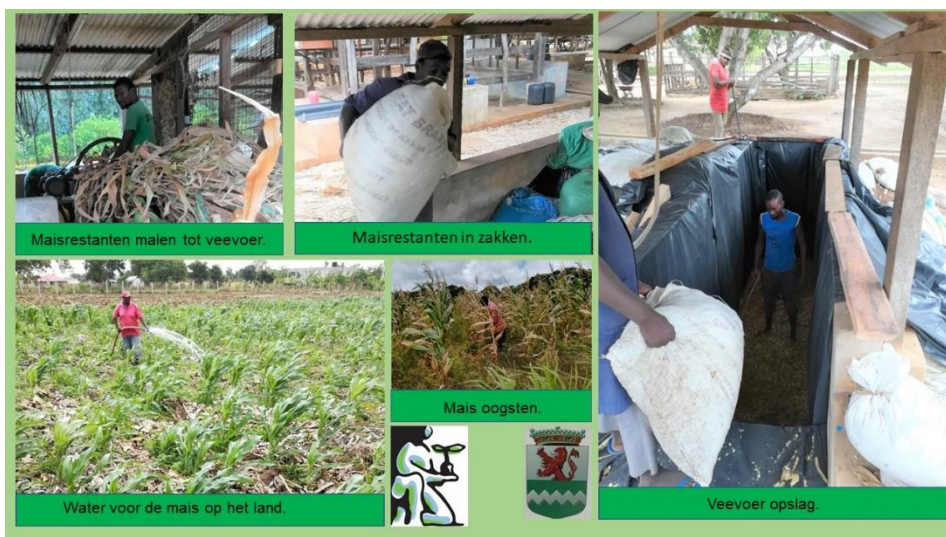 Maisrestanten malen tot veevoer.
Maisrestanten in zakken.
Water voor de mais op het land.
Mais oogsten.
Veevoer opslag.